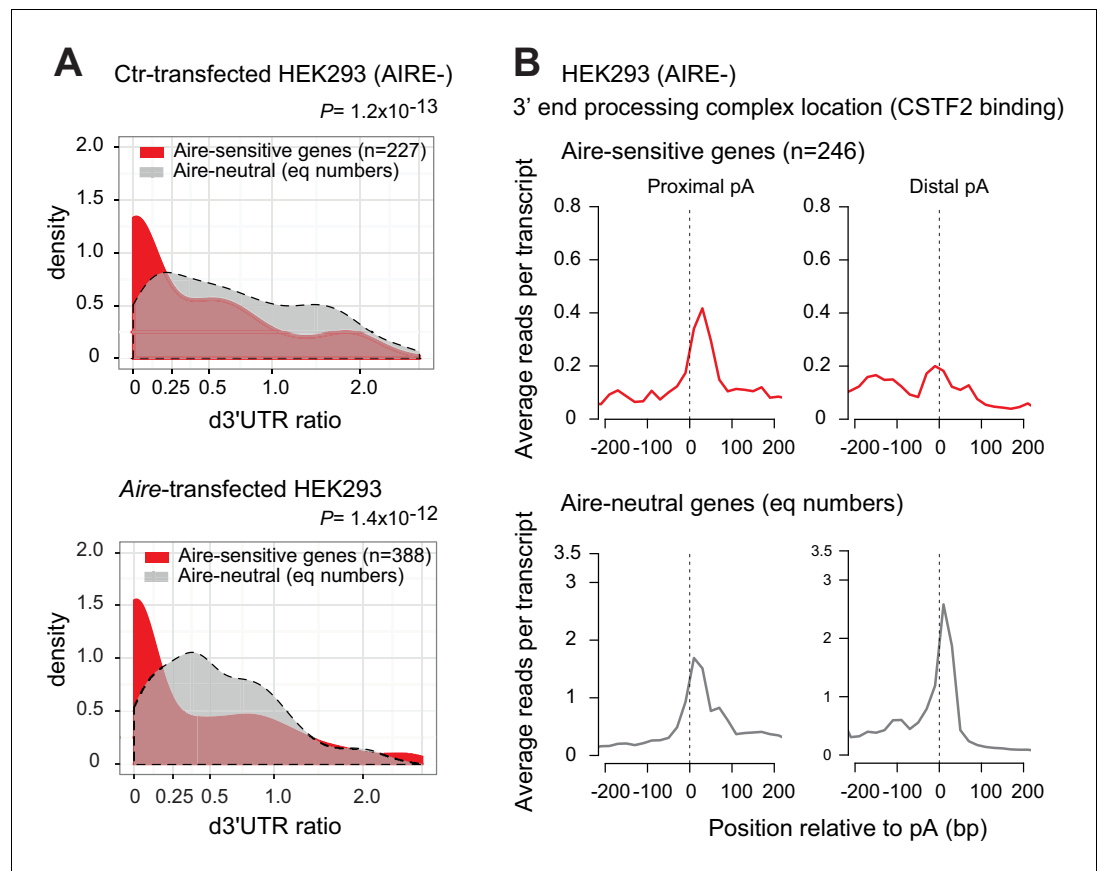 A
Ctr-transfected HEK293 (AIRE-)
P= 1.2x10-13
2.0
1.5
1.0
0.5
0
density
Aire-sensitive genes (n=227)
Aire-neutral (eq numbers)
0 0.25 0.5 1.0 2.0
d3'UTR ratio
Aire-transfected HEK293
P= 1.4x10-12
2.0
1.5
1.0
0.5
0
density
Aire-sensitive genes (n=388)
Aire-neutral (eq numbers)
0 0.25 0.5 1.0 2.0
d3'UTR ratio
B
HEK293 (AIRE-)
3' end processing complex location (CSTF2 binding)
Aire-sensitive genes (n=246)
Average reads per transcript
Proximal pA
0.8
0.6
0.4
0.2
0
-200 -100 0 100 200
Distal pA
0.8
0.6
0.4
0.2
0
-200 -100 0 100 200
Aire-neutral genes (eq numbers)
Average reads per transcript
3.5
3
2
1
0
-200 -100 0 100 200
3.5
3
2
1
0
-200 -100 0 100 200
Position relative to pA (bp)